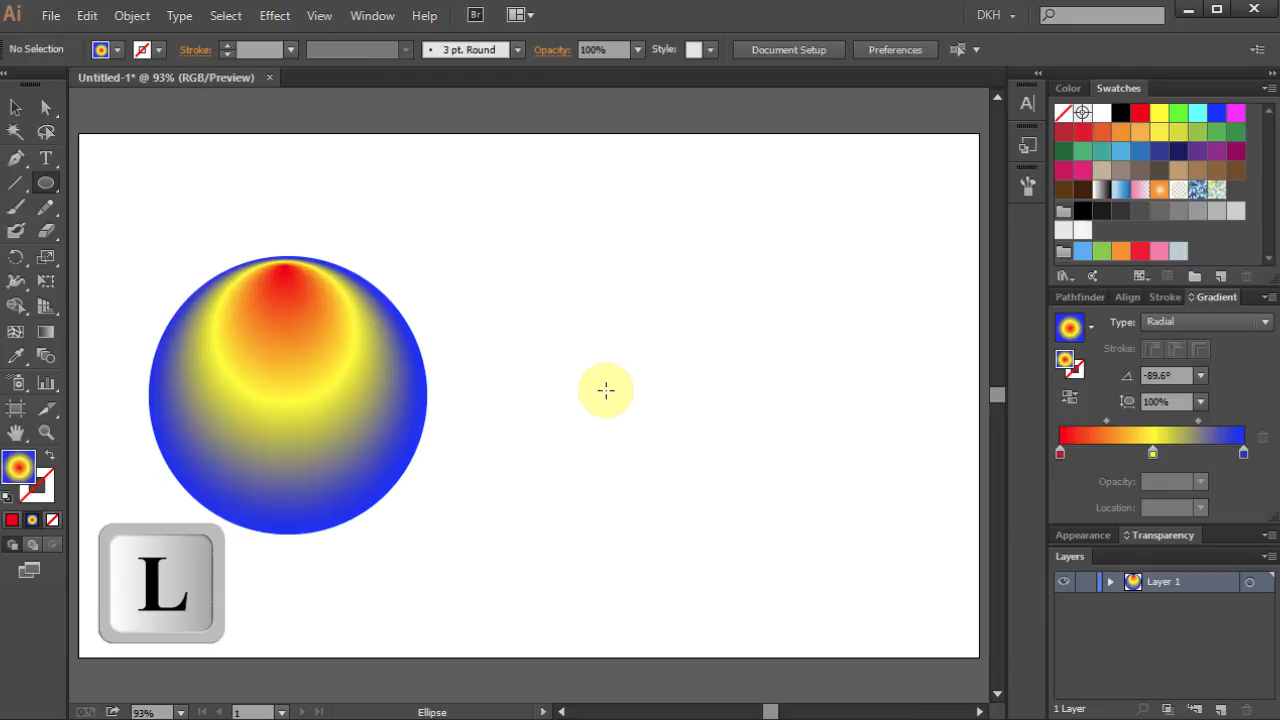 Ai File Edit Object Type Select Effect View Window Help Br DKH
No Selection Stroke: 3 pt. Round Opacity: 100% Style: Document Setup Preferences
Untitled-1* @ 93% (RGB/Preview) ×
Color Swatches
A
T
Pathfinder Align Stroke Gradient
Type: Radial
Stroke:
-89.6°
100%
Opacity:
Location:
Appearance Transparency
Layers
Layer 1
L
93% 1 Ellipse 1 Layer